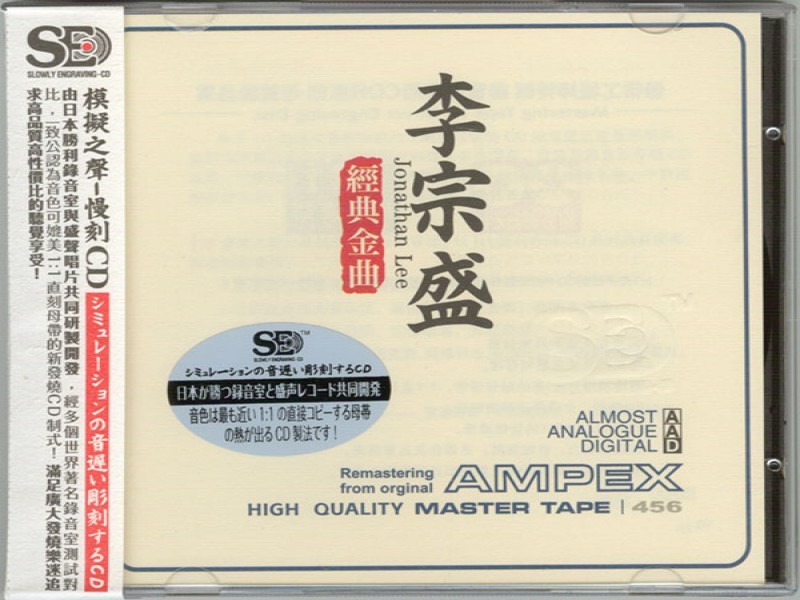 SE
SLOWLY ENGRAVING-CD
模擬之聲-慢刻CD シミュレーションの音遅い彫刻するCD
由日本勝利錄音室與盛聲唱片共同研製開發，經多個世界著名錄音室測試對
比，一致公認為音色可媲美1:1直刻母帶的新發燒CD制式！滿足廣大發燒樂迷追
求高品質高性價比的聽覺享受！
李宗盛
Jonathan Lee
經典金曲
SE TM
SLOWLY ENGRAVING-CD
シミュレーションの音遅い彫刻するCD
日本が勝つ録音室と盛声レコード共同開発
音色は最も近い1:1の直接コピーする母帯
の熱が出るCD製法です！
ALMOST A
ANALOGUE A
DIGITAL D
Remastering
from orginal AMPEX
HIGH QUALITY MASTER TAPE | 456